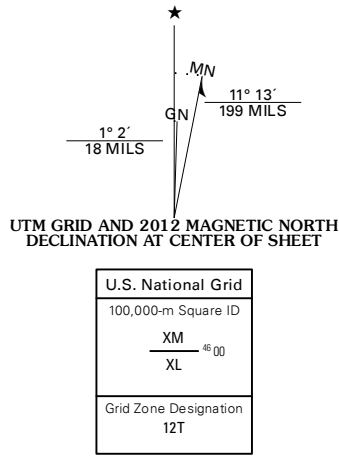 ★
MN
GN
11° 13´
199 MILS
1° 2´
18 MILS
UTM GRID AND 2012 MAGNETIC NORTH
DECLINATION AT CENTER OF SHEET
U.S. National Grid
100,000-m Square ID
XM
46 00
XL
Grid Zone Designation
12T